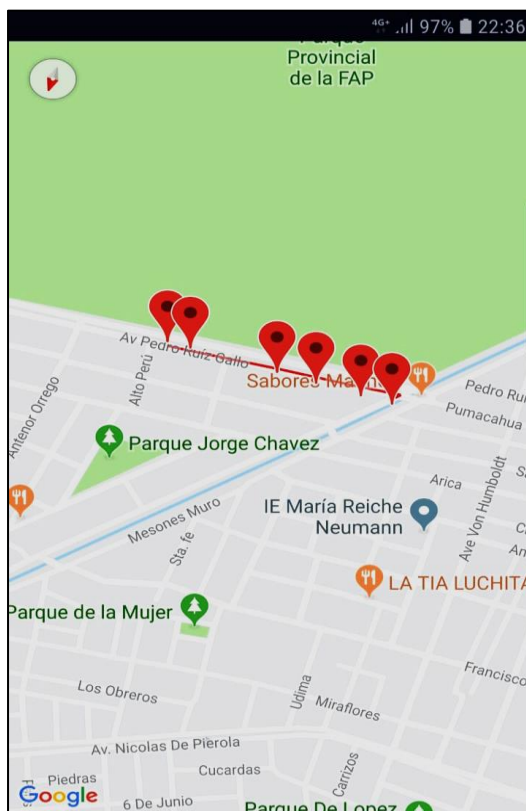 4G+ 97% 22:36
Parque
Provincial
de la FAP
Av Pedro Ruiz Gallo
Alto Perú
Antenor Orrego
Sabores Ma
Pedro Rui
Pumacahua
Parque Jorge Chavez
Arica
Ave Von Humboldt
IE María Reiche
Neumann
Mesones Muro
Sta. fe
LA TIA LUCHITA
Parque de la Mujer
Francisco
Los Obreros
Udima
Miraflores
Av. Nicolas De Pierola
Cucardas
Carrizos
Piedras
Google
6 De Junio
Parque De Lopez